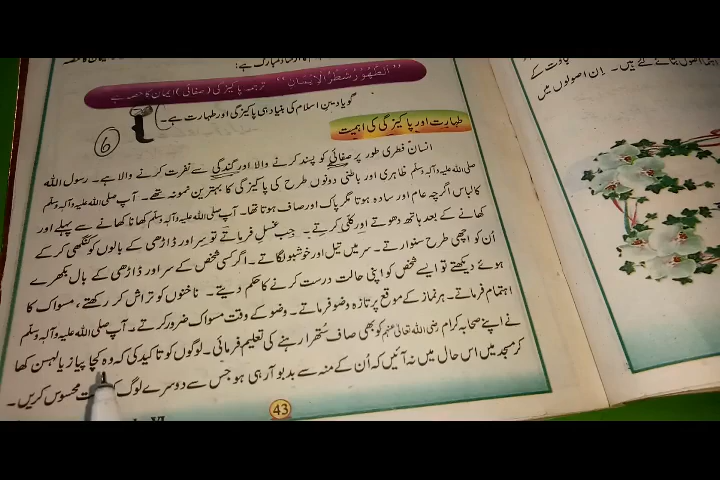 ”اَلطَّهُوْرُ شَطْرُ الْاِیْمَانِ“ ترجمہ: پاکیزگی (صفائی) ایمان کا حصہ ہے
گویا دین اسلام کی بنیاد ہی پاکیزگی اور طہارت ہے۔
6
طہارت اور پاکیزگی کی اہمیت
انسان فطری طور پر صفائی کو پسند کرنے والا اور گندگی سے نفرت کرنے والا ہے۔ رسول اللہ
صلی اللہ علیہ وآلہ وسلم ظاہری اور باطنی دونوں طرح کی پاکیزگی کا بہترین نمونہ تھے۔ آپ صلی اللہ علیہ وآلہ وسلم
کا لباس اگرچہ عام اور سادہ ہوتا مگر پاک اور صاف ہوتا تھا۔ آپ صلی اللہ علیہ وآلہ وسلم کھانا کھانے سے پہلے اور
کھانے کے بعد ہاتھ دھوتے اور کلی کرتے۔ جب غسل فرماتے تو سر اور ڈاڑھی کے بالوں کو کنگھی کر کے
اُن کو اچھی طرح سنوارتے۔ سر میں تیل اور خوشبو لگاتے۔ اگر کسی شخص کے سر اور ڈاڑھی کے بال بکھرے
ہوئے دیکھتے تو ایسے شخص کو اپنی حالت درست کرنے کا حکم دیتے۔ ناخنوں کو تراش کر رکھتے، مسواک کا
اہتمام فرماتے۔ ہر نماز کے موقع پر تازہ وضو فرماتے۔ وضو کے وقت مسواک ضرور کرتے۔ آپ صلی اللہ علیہ وآلہ وسلم
نے اپنے صحابہ کرام رضی اللہ تعالیٰ عنہم کو بھی صاف ستھرا رہنے کی تعلیم فرمائی۔ لوگوں کو تاکید کی کہ وہ کچا پیاز یا لہسن کھا
کر مسجد میں اس حال میں نہ آئیں کہ اُن کے منہ سے بدبو آ رہی ہو جس سے دوسرے لوگ محسوس کریں۔
43
ہیں۔ اِن اصولوں میں